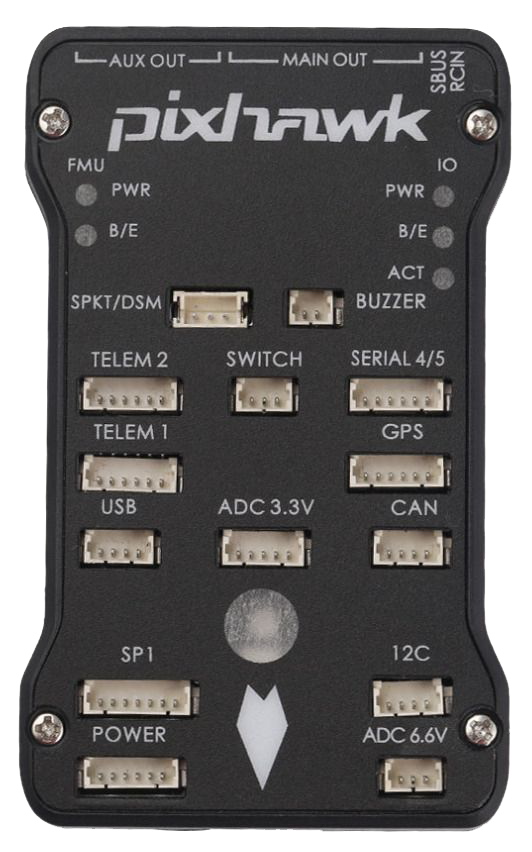 AUX OUT MAIN OUT SBUS
RCIN
pixhawk
FMU IO
PWR PWR
B/E B/E
ACT
SPKT/DSM BUZZER
TELEM 2 SWITCH SERIAL 4/5
TELEM 1 GPS
USB ADC 3.3V CAN
SP1 12C
POWER ADC 6.6V